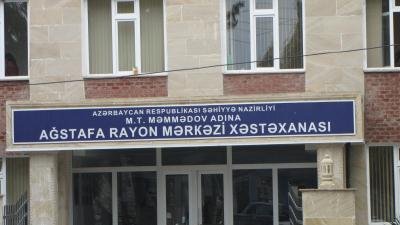 AZƏRBAYCAN RESPUBLİKASI SƏHİYYƏ NAZİRLİYİ
M.T. MƏMMƏDOV ADINA
AĞSTAFA RAYON MƏRKƏZİ XƏSTƏXANASI